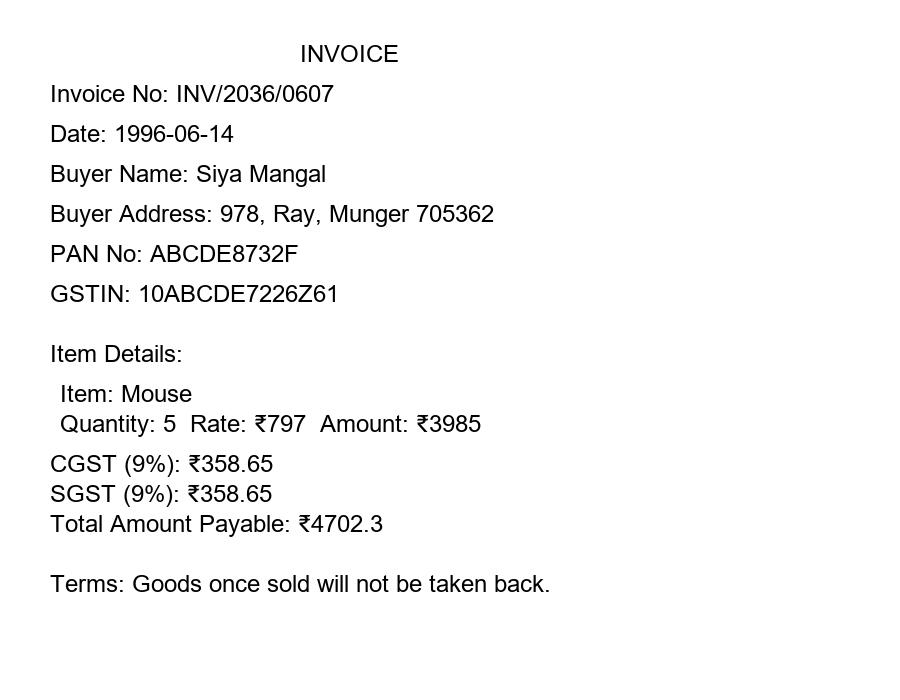 INVOICE
Invoice No: INV/2036/0607
Date: 1996-06-14
Buyer Name: Siya Mangal
Buyer Address: 978, Ray, Munger 705362
PAN No: ABCDE8732F
GSTIN: 10ABCDE7226Z61
Item Details:
Item: Mouse
Quantity: 5 Rate: ₹797 Amount: ₹3985
CGST (9%): ₹358.65
SGST (9%): ₹358.65
Total Amount Payable: ₹4702.3
Terms: Goods once sold will not be taken back.